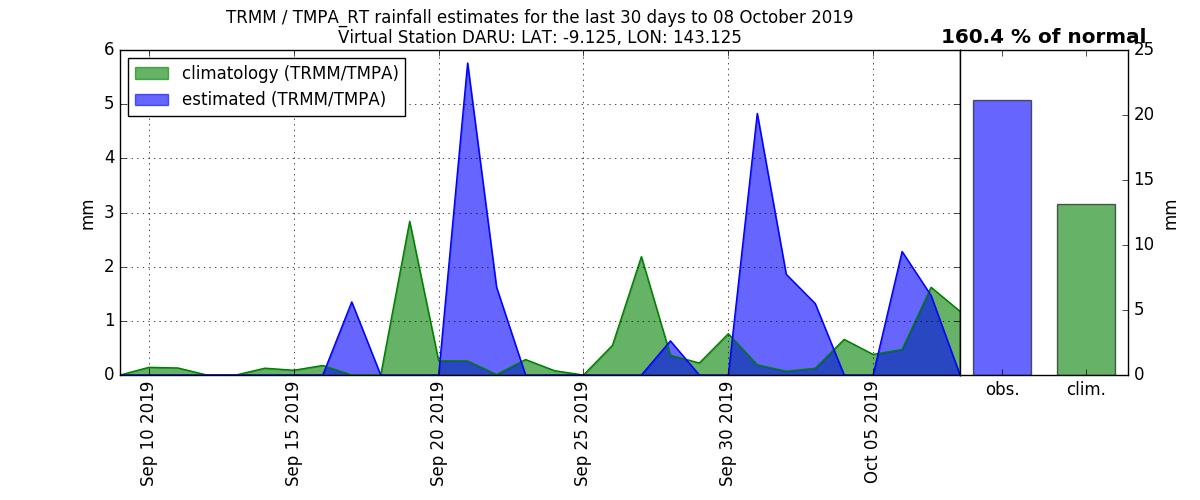 TRMM / TMPA_RT rainfall estimates for the last 30 days to 08 October 2019
Virtual Station DARU: LAT: -9.125, LON: 143.125
160.4 % of normal
climatology (TRMM/TMPA)
estimated (TRMM/TMPA)
mm
6
5
4
3
2
1
0
Sep 10 2019
Sep 15 2019
Sep 20 2019
Sep 25 2019
Sep 30 2019
Oct 05 2019
obs.
clim.
25
20
15
10
5
0
mm